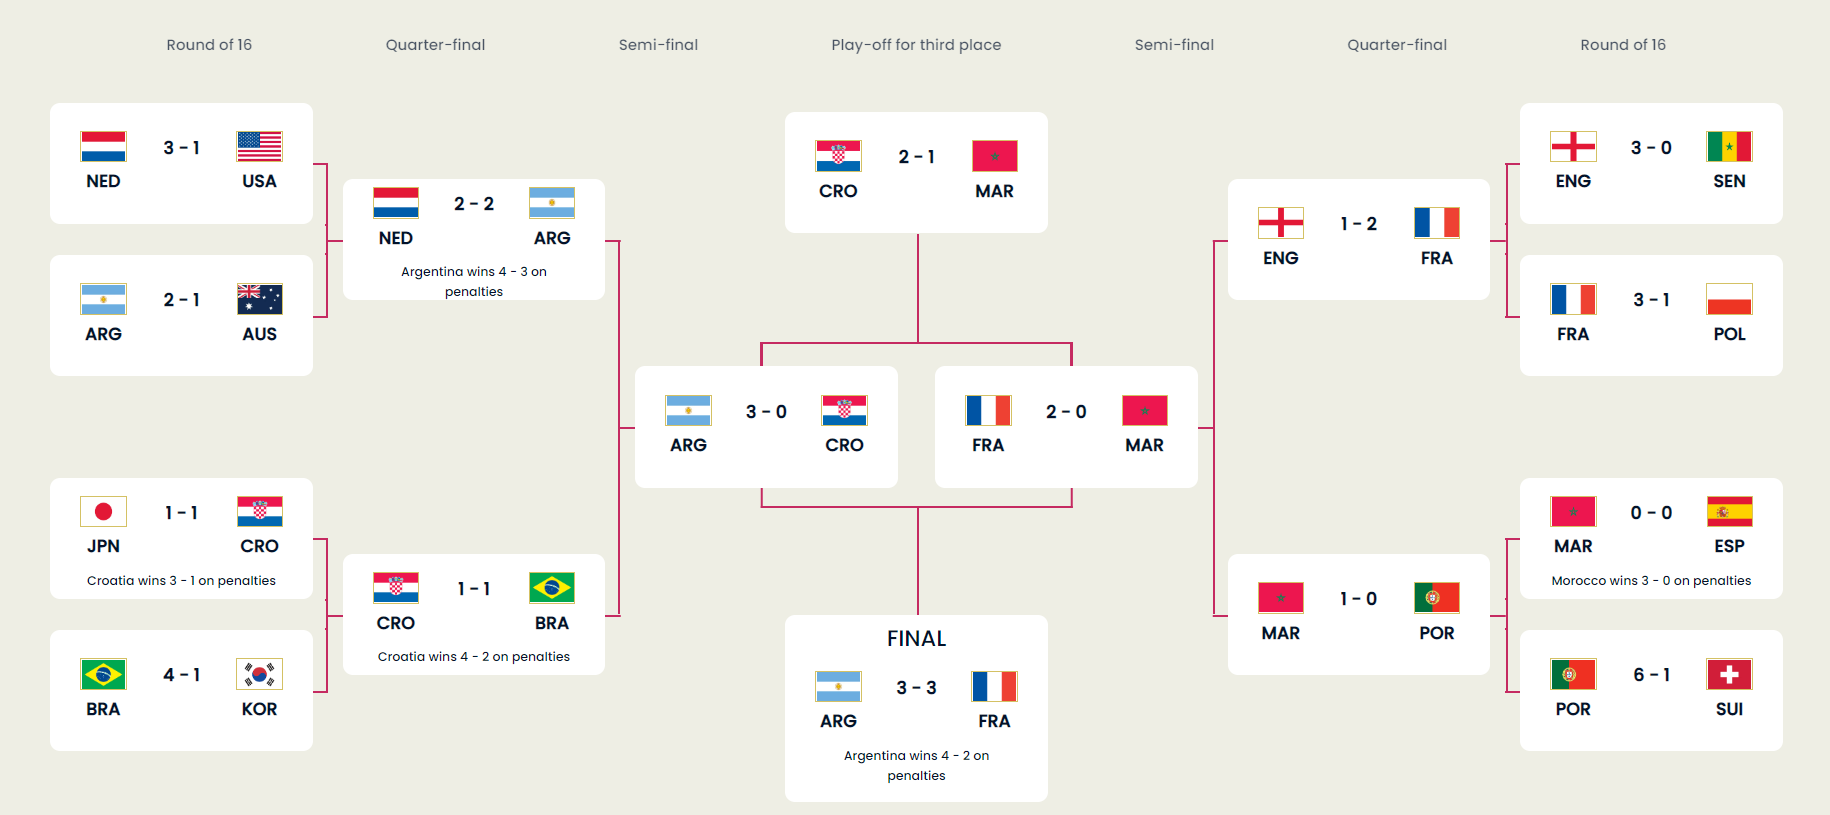 Round of 16
Quarter-final
Semi-final
Play-off for third place
Semi-final
Quarter-final
Round of 16
3 - 1
NED USA
2 - 1
ARG AUS
1 - 1
JPN CRO
Croatia wins 3 - 1 on penalties
4 - 1
BRA KOR
2 - 2
NED ARG
Argentina wins 4 - 3 on
penalties
1 - 1
CRO BRA
Croatia wins 4 - 2 on penalties
3 - 0
ARG CRO
2 - 1
CRO MAR
FINAL
3 - 3
ARG FRA
Argentina wins 4 - 2 on
penalties
2 - 0
FRA MAR
1 - 2
ENG FRA
1 - 0
MAR POR
3 - 0
ENG SEN
3 - 1
FRA POL
0 - 0
MAR ESP
Morocco wins 3 - 0 on penalties
6 - 1
POR SUI